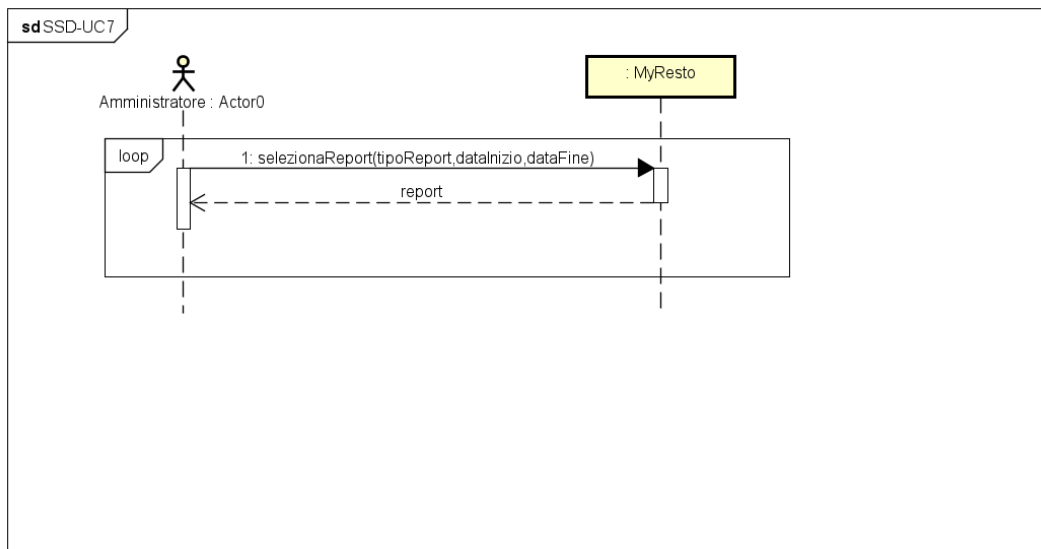 sd SSD-UC7
: MyResto
Amministratore : Actor0
loop
1: selezionaReport(tipoReport,dataInizio,dataFine)
report